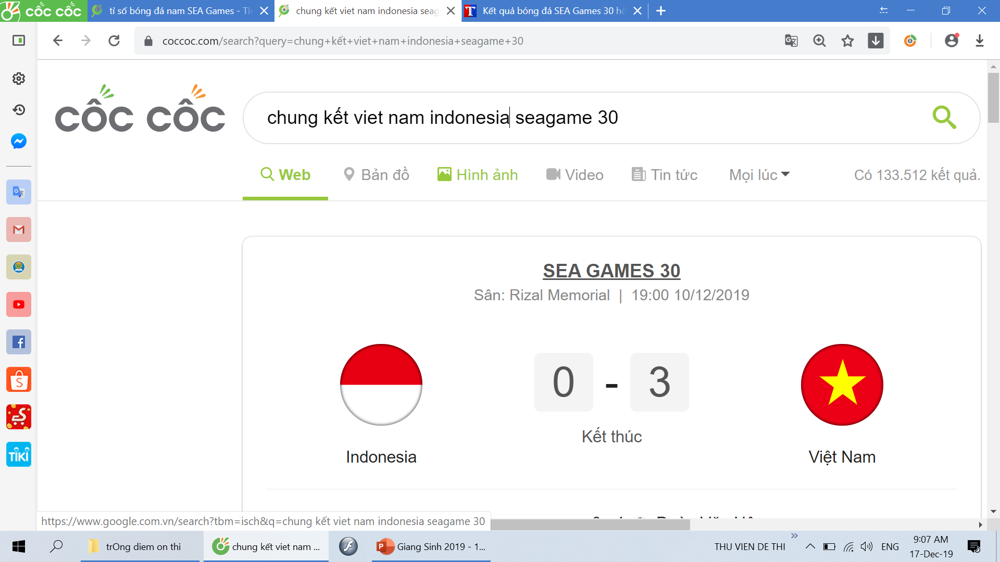 cốc cốc
tỉ số bóng đá nam SEA Games - Tì
chung kết viet nam indonesia seag
Kết quả bóng đá SEA Games 30 hô
coccoc.com/search?query=chung+kết+viet+nam+indonesia+seagame+30
cốc cốc
chung kết viet nam indonesia seagame 30
Web
Bản đồ
Hình ảnh
Video
Tin tức
Mọi lúc
Có 133.512 kết quả.
SEA GAMES 30
Sân: Rizal Memorial | 19:00 10/12/2019
0 - 3
Kết thúc
Indonesia
Việt Nam
TIKI
https://www.google.com.vn/search?tbm=isch&q=chung kết viet nam indonesia seagame 30
trOng diem on thi
chung kết viet nam ...
Giang Sinh 2019 - 1...
THU VIEN DE THI
ENG
9:07 AM
17-Dec-19